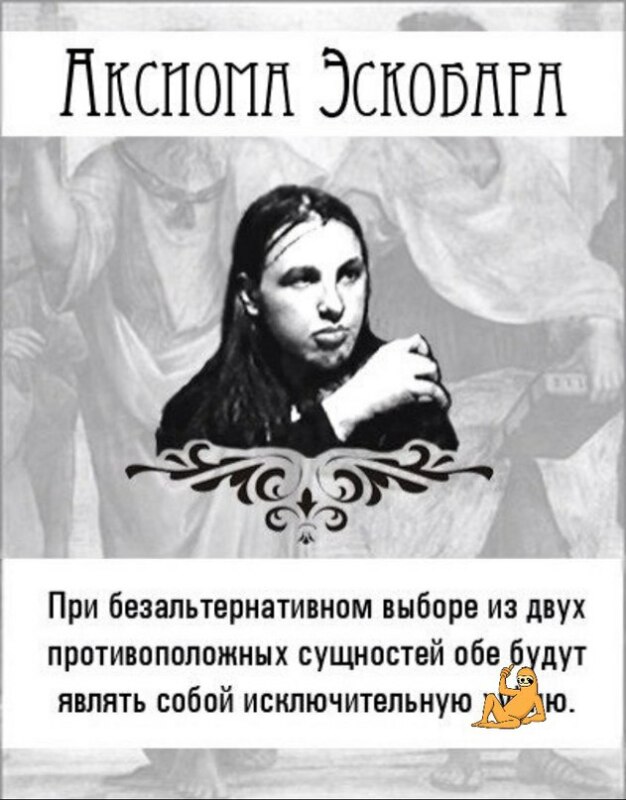 Аксиома Эскобара
При безальтернативном выборе из двух
противоположных сущностей обе будут
являть собой исключительную